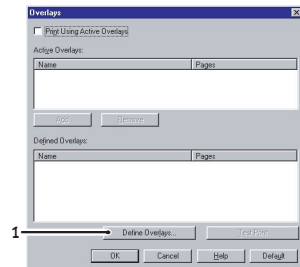 Overlays
Print Using Active Overlays
Active Overlays:
Name Pages
Add Remove
Defined Overlays:
Name Pages
1 Define Overlays... Test Print
OK Cancel Help Default